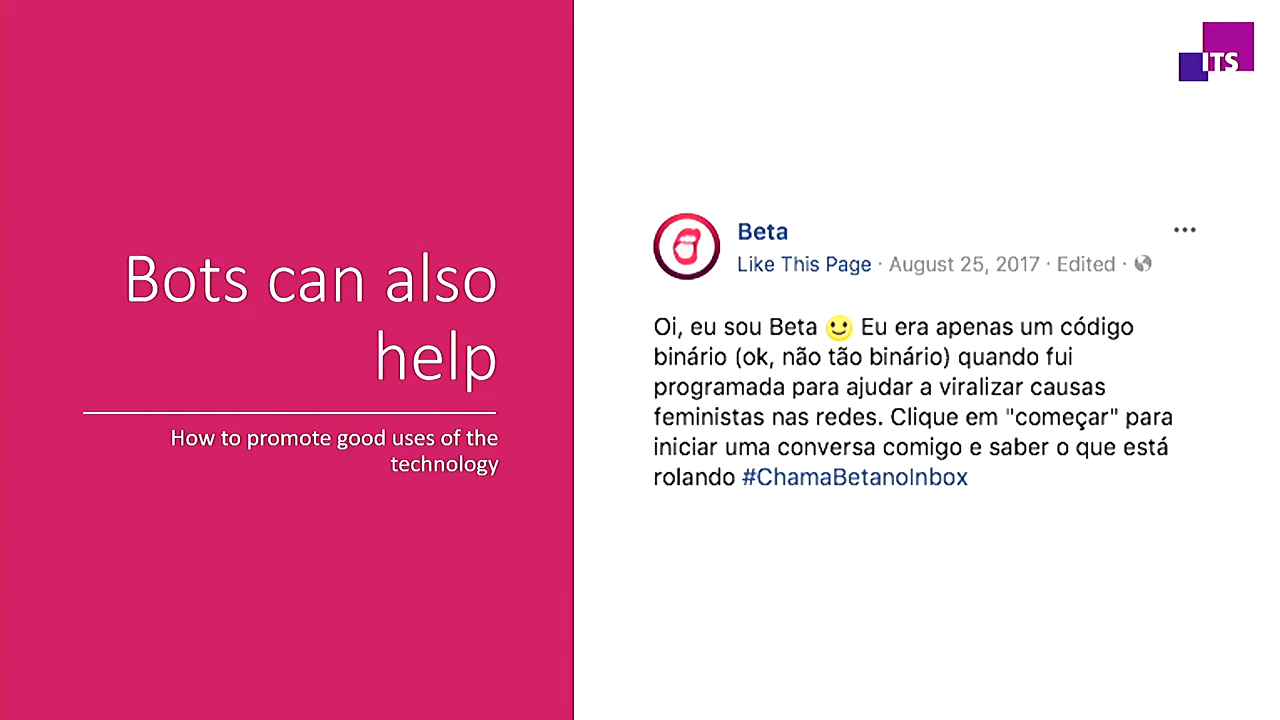 ITS
Bots can also
help
How to promote good uses of the
technology
Beta
Like This Page · August 25, 2017 · Edited ·
Oi, eu sou Beta 🙂 Eu era apenas um código
binário (ok, não tão binário) quando fui
programada para ajudar a viralizar causas
feministas nas redes. Clique em "começar" para
iniciar uma conversa comigo e saber o que está
rolando #ChamaBetanoInbox